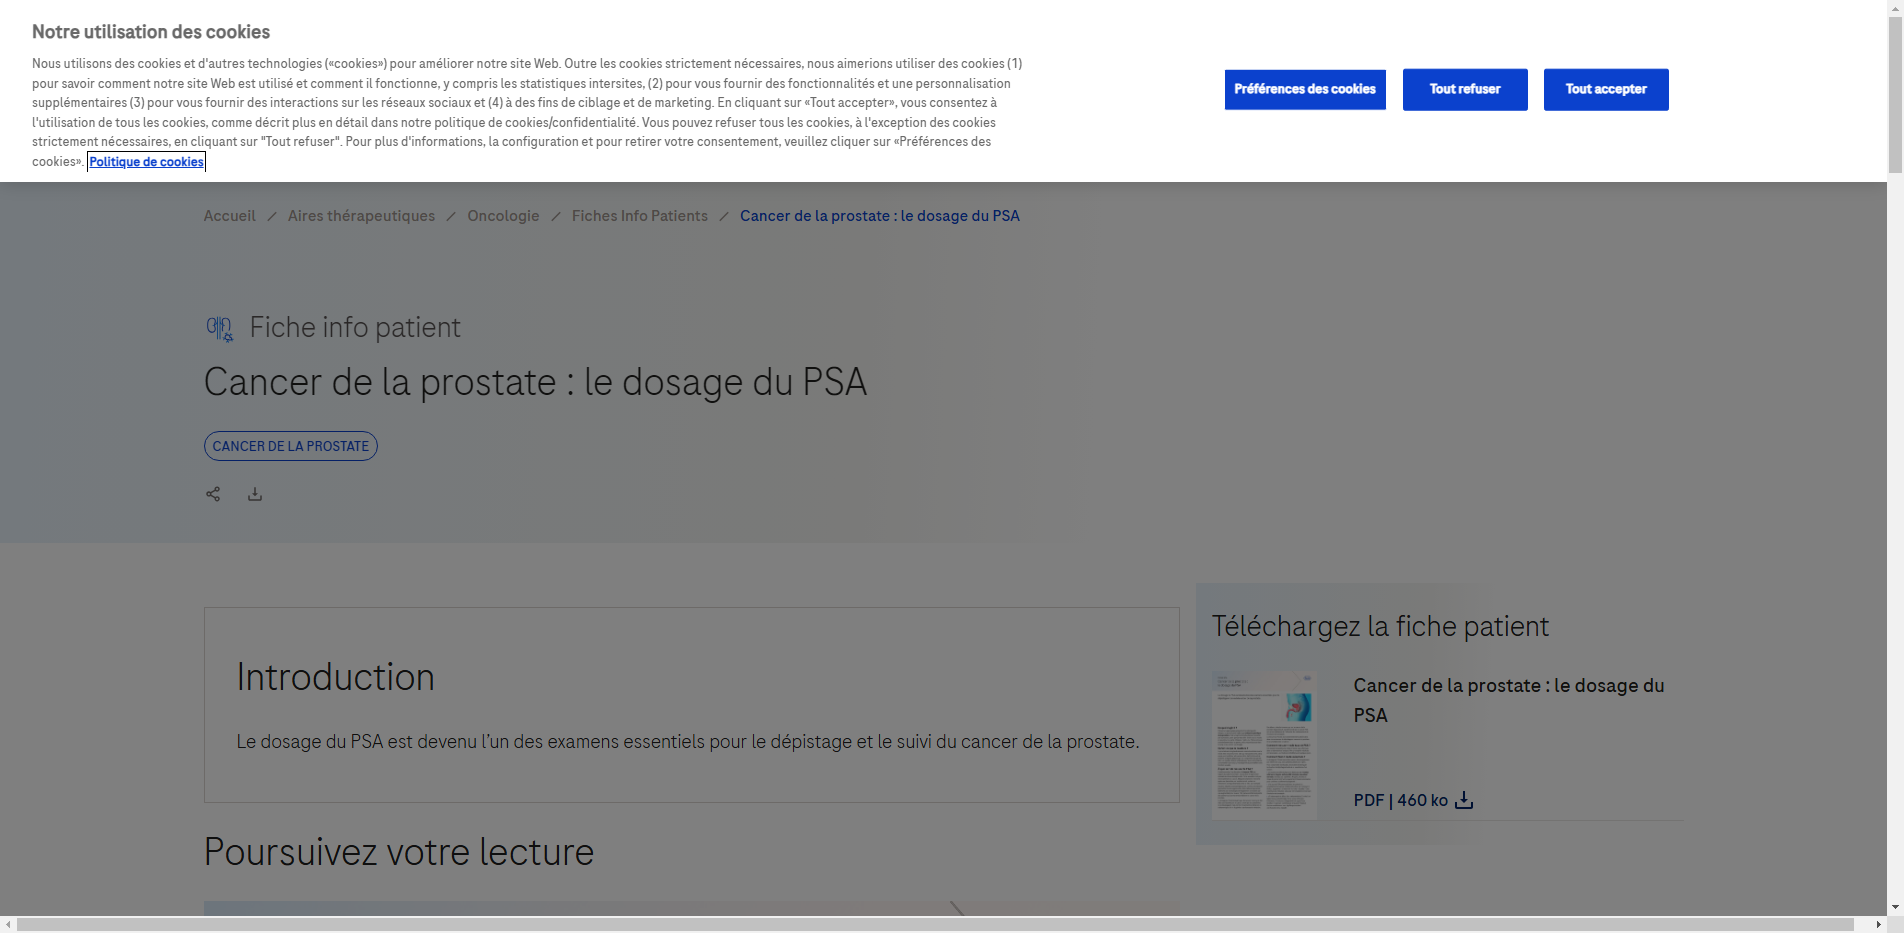 Notre utilisation des cookies
Nous utilisons des cookies et d'autres technologies («cookies») pour améliorer notre site Web. Outre les cookies strictement nécessaires, nous aimerions utiliser des cookies (1)
pour savoir comment notre site Web est utilisé et comment il fonctionne, y compris les statistiques intersites, (2) pour vous fournir des fonctionnalités et une personnalisation
supplémentaires (3) pour vous fournir des interactions sur les réseaux sociaux et (4) à des fins de ciblage et de marketing. En cliquant sur «Tout accepter», vous consentez à
l'utilisation de tous les cookies, comme décrit plus en détail dans notre politique de cookies/confidentialité. Vous pouvez refuser tous les cookies, à l'exception des cookies
strictement nécessaires, en cliquant sur "Tout refuser". Pour plus d'informations, la configuration et pour retirer votre consentement, veuillez cliquer sur «Préférences des
cookies». Politique de cookies
Préférences des cookies
Tout refuser
Tout accepter
Accueil / Aires thérapeutiques / Oncologie / Fiches Info Patients / Cancer de la prostate : le dosage du PSA
Fiche info patient
Cancer de la prostate : le dosage du PSA
CANCER DE LA PROSTATE
Introduction
Le dosage du PSA est devenu l’un des examens essentiels pour le dépistage et le suivi du cancer de la prostate.
Poursuivez votre lecture
Téléchargez la fiche patient
Cancer de la prostate : le dosage du
PSA
PDF | 460 ko